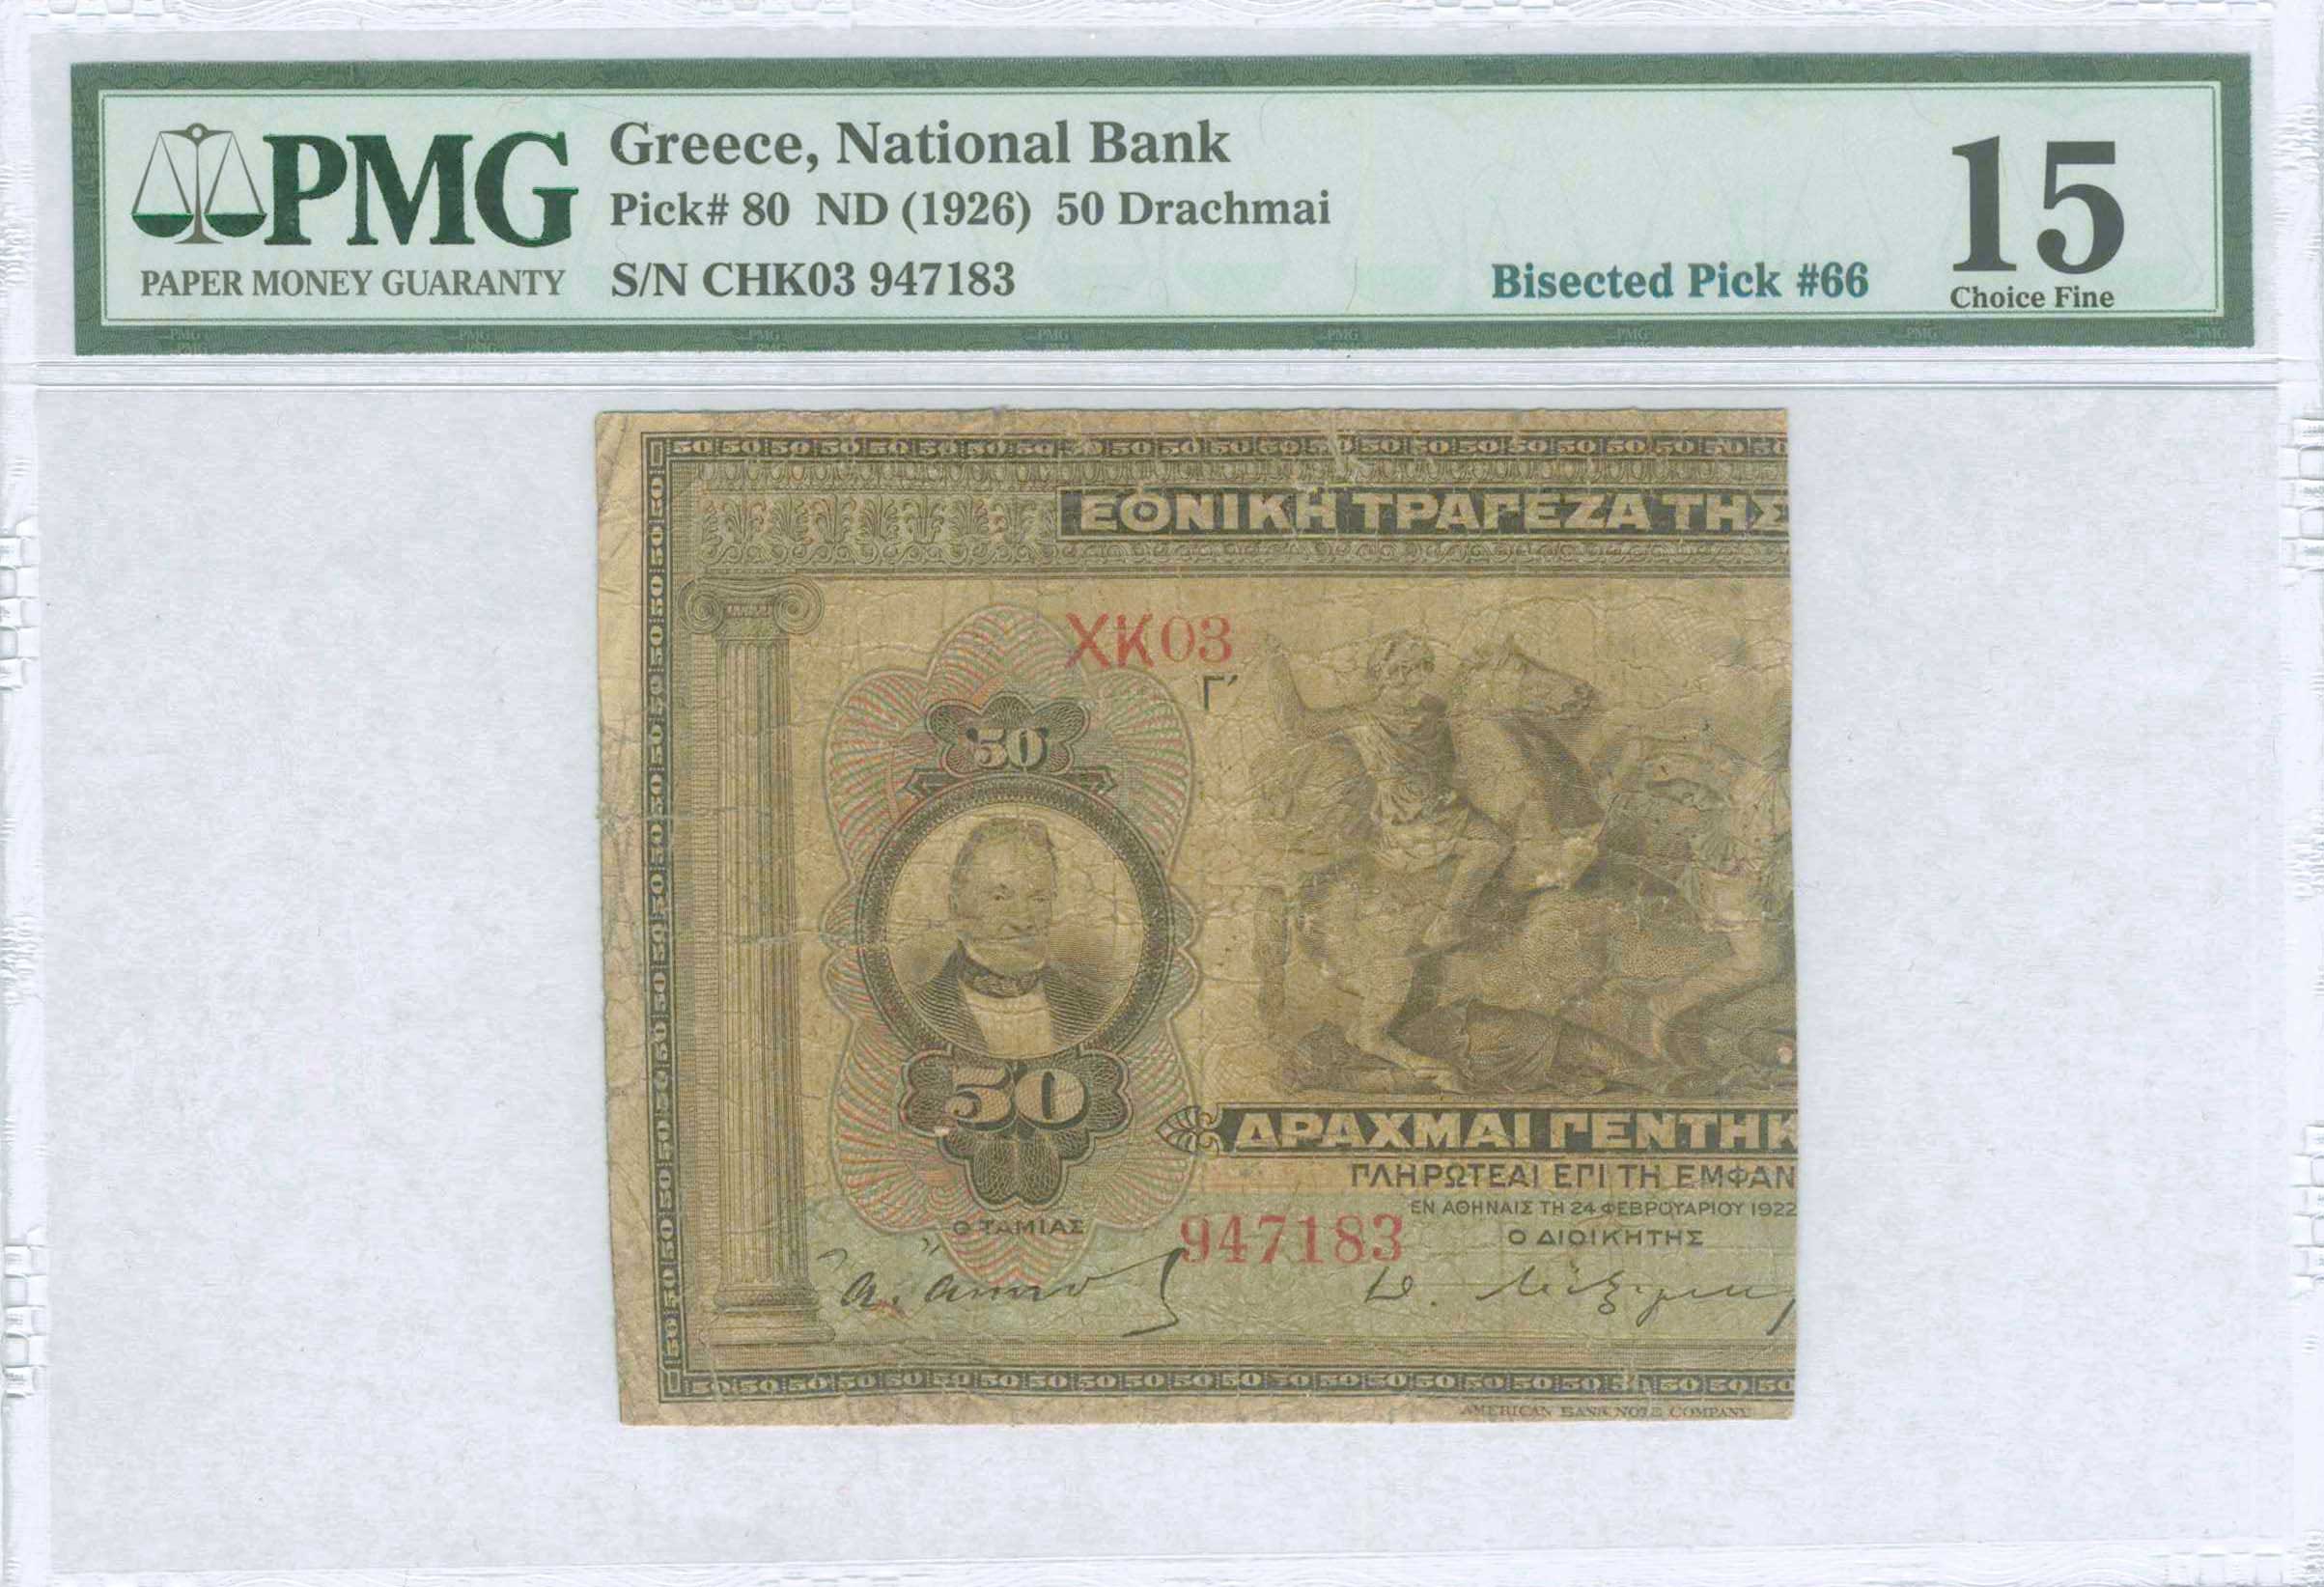 PMG
PAPER MONEY GUARANTY
Greece, National Bank
Pick# 80 ND (1926) 50 Drachmai
S/N CHK03 947183
Bisected Pick #66
15
Choice Fine
ΕΘΝΙΚΗ ΤΡΑΠΕΖΑ ΤΗΣ
ΧΚ03
Γ΄
50
50
ΔΡΑΧΜΑΙ ΠΕΝΤΗΚ
ΠΛΗΡΩΤΕΑΙ ΕΠΙ ΤΗ ΕΜΦΑΝ
ΕΝ ΑΘΗΝΑΙΣ ΤΗ 24 ΦΕΒΡΟΥΑΡΙΟΥ 1922
Ο ΤΑΜΙΑΣ
947183
Ο ΔΙΟΙΚΗΤΗΣ
AMERICAN BANK NOTE COMPANY